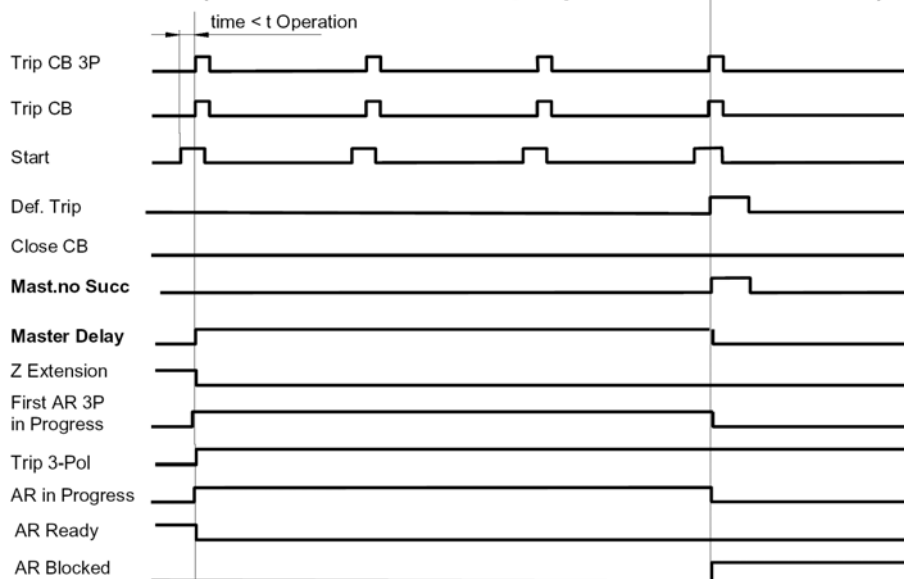 time < t Operation
Trip CB 3P
Trip CB
Start
Def. Trip
Close CB
Mast.no Succ
Master Delay
Z Extension
First AR 3P
in Progress
Trip 3-Pol
AR in Progress
AR Ready
AR Blocked